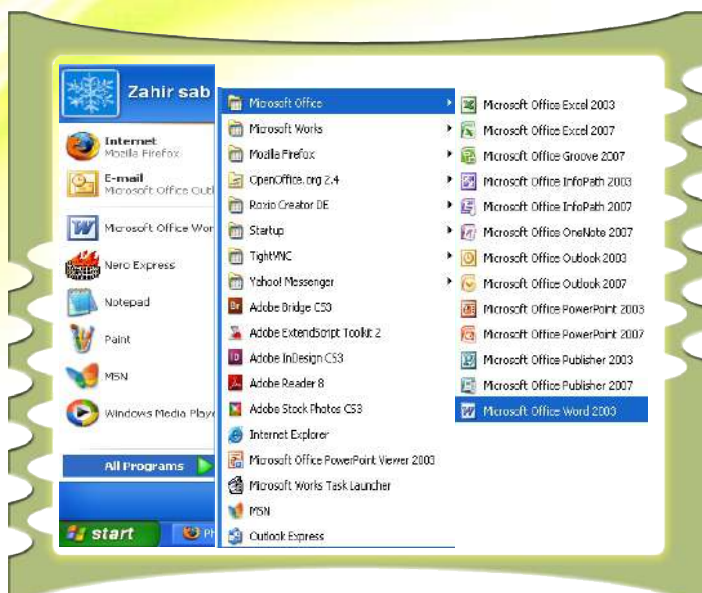 Zahir sab
Internet
Mozilla Firefox
E-mail
Microsoft Office Outl
Microsoft Office Wor
Nero Express
Notepad
Paint
MSN
Windows Media Playe
All Programs
start
Microsoft Office
Microsoft Works
Mozilla Firefox
OpenOffice.org 2.4
Roxio Creator DE
Startup
TightVNC
Yahoo! Messenger
Br Adobe Bridge CS3
Adobe ExtendScript Toolkit 2
Id Adobe InDesign CS3
Adobe Reader 8
Adobe Stock Photos CS3
Internet Explorer
Microsoft Office PowerPoint Viewer 2003
Microsoft Works Task Launcher
MSN
Outlook Express
Microsoft Office Excel 2003
Microsoft Office Excel 2007
Microsoft Office Groove 2007
Microsoft Office InfoPath 2003
Microsoft Office InfoPath 2007
Microsoft Office OneNote 2007
Microsoft Office Outlook 2003
Microsoft Office Outlook 2007
Microsoft Office PowerPoint 2003
Microsoft Office PowerPoint 2007
Microsoft Office Publisher 2003
Microsoft Office Publisher 2007
Microsoft Office Word 2003